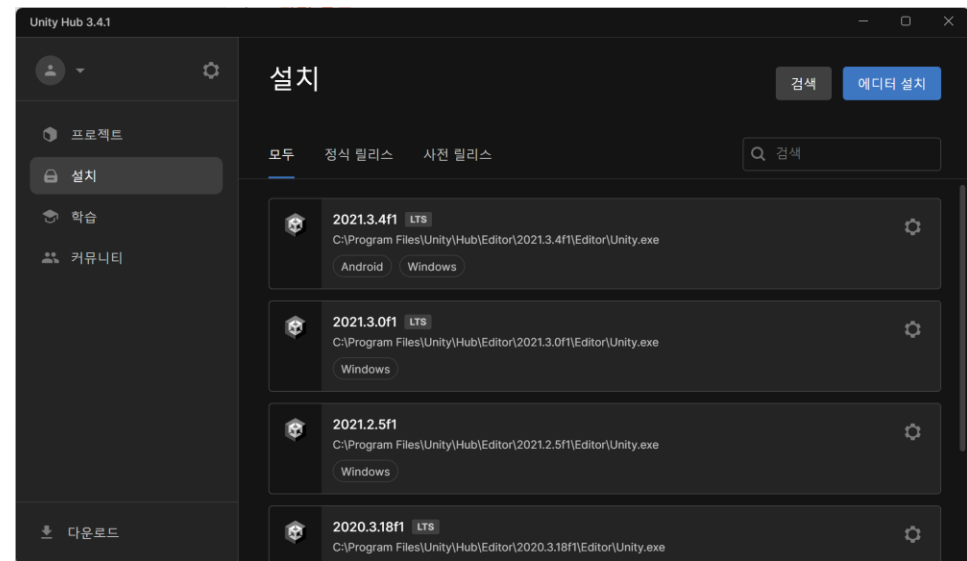 Unity Hub 3.4.1
프로젝트
설치
학습
커뮤니티
다운로드
설치
검색
에디터 설치
모두
정식 릴리스
사전 릴리스
검색
2021.3.4f1 LTS
C:\Program Files\Unity\Hub\Editor\2021.3.4f1\Editor\Unity.exe
Android Windows
2021.3.0f1 LTS
C:\Program Files\Unity\Hub\Editor\2021.3.0f1\Editor\Unity.exe
Windows
2021.2.5f1
C:\Program Files\Unity\Hub\Editor\2021.2.5f1\Editor\Unity.exe
Windows
2020.3.18f1 LTS
C:\Program Files\Unity\Hub\Editor\2020.3.18f1\Editor\Unity.exe